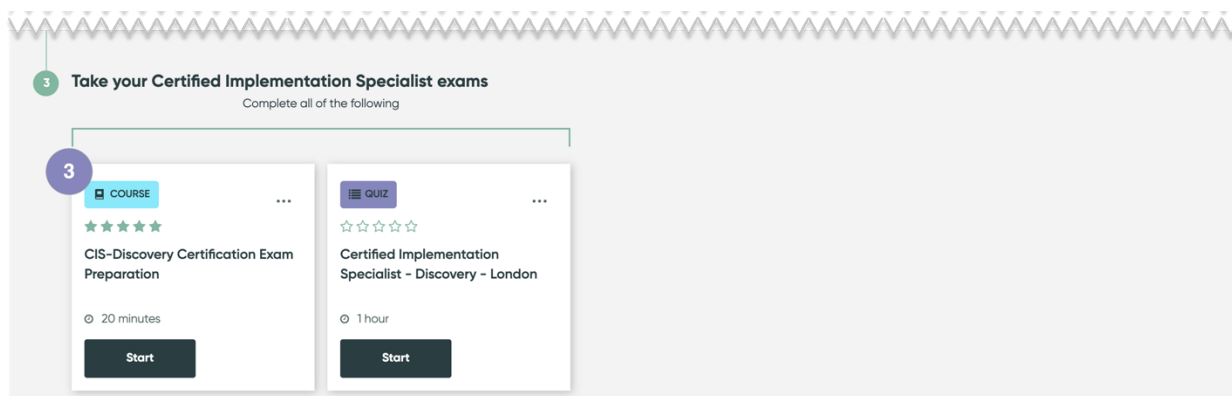 3
Take your Certified Implementation Specialist exams
Complete all of the following
3
COURSE
CIS-Discovery Certification Exam
Preparation
20 minutes
Start
QUIZ
Certified Implementation
Specialist - Discovery - London
1 hour
Start